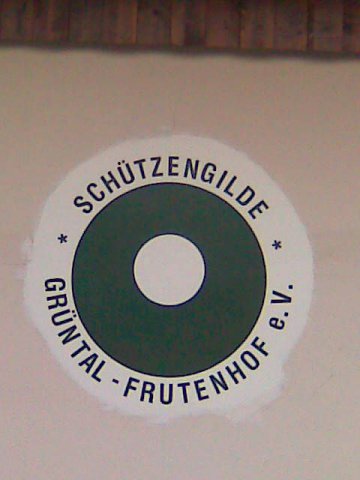 * SCHÜTZENGILDE *
GRÜNTAL - FRUTENHOF e.V.